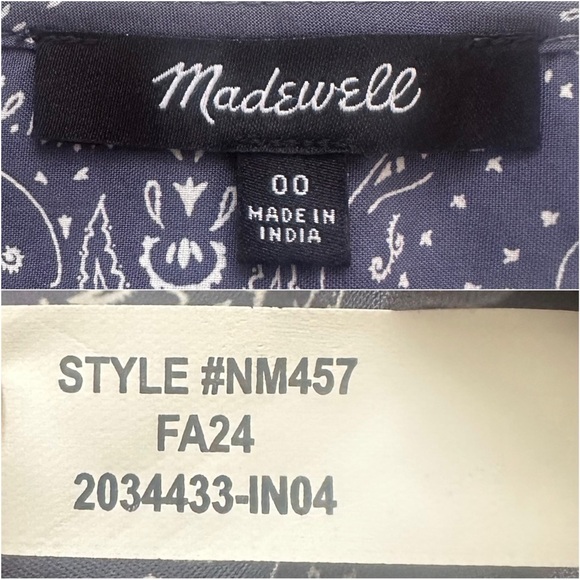 Madewell
00
MADE IN
INDIA
STYLE #NM457
FA24
2034433-IN04